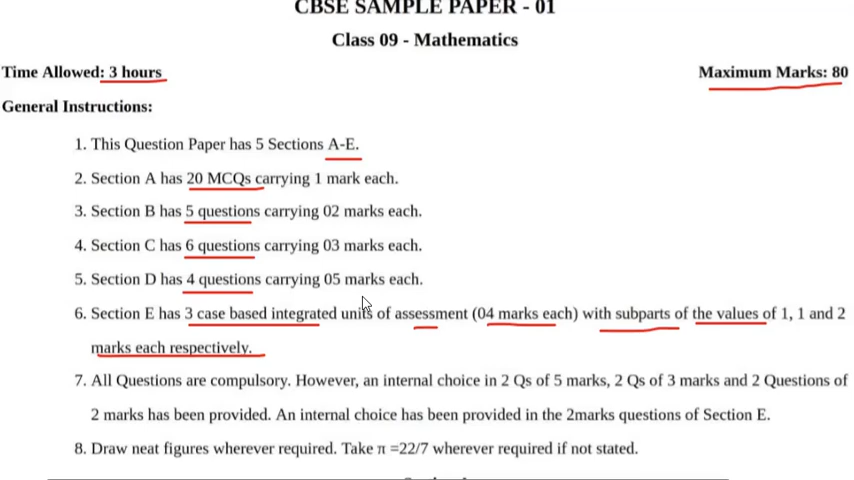 CBSE SAMPLE PAPER - 01
Class 09 - Mathematics
Time Allowed: 3 hours Maximum Marks: 80
General Instructions:
1. This Question Paper has 5 Sections A-E.
2. Section A has 20 MCQs carrying 1 mark each.
3. Section B has 5 questions carrying 02 marks each.
4. Section C has 6 questions carrying 03 marks each.
5. Section D has 4 questions carrying 05 marks each.
6. Section E has 3 case based integrated units of assessment (04 marks each) with subparts of the values of 1, 1 and 2
marks each respectively.
7. All Questions are compulsory. However, an internal choice in 2 Qs of 5 marks, 2 Qs of 3 marks and 2 Questions of
2 marks has been provided. An internal choice has been provided in the 2marks questions of Section E.
8. Draw neat figures wherever required. Take π =22/7 wherever required if not stated.